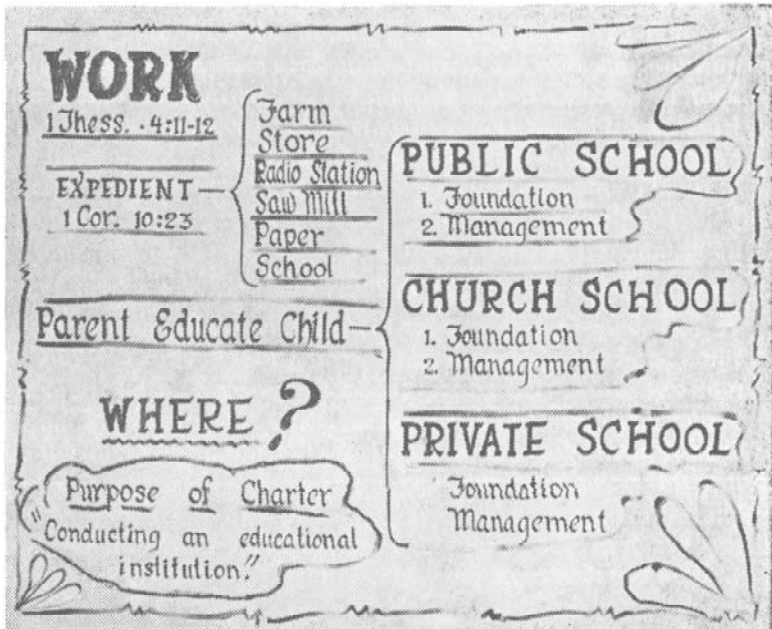 WORK
1 Thess. · 4:11-12
EXPEDIENT
1 Cor. 10:23
Farm
Store
Radio Station
Saw Mill
Paper
School
Parent Educate Child
WHERE?
Purpose of Charter
"Conducting an educational
institution."
PUBLIC SCHOOL
1. Foundation
2. Management
CHURCH SCHOOL
1. Foundation
2. Management
PRIVATE SCHOOL
Foundation
Management